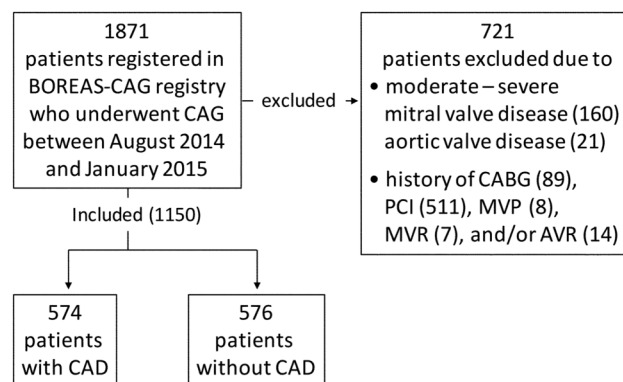 1871
patients registered in
BOREAS-CAG registry
who underwent CAG
between August 2014
and January 2015
excluded
721
patients excluded due to
• moderate – severe
mitral valve disease (160)
aortic valve disease (21)
• history of CABG (89),
PCI (511), MVP (8),
MVR (7), and/or AVR (14)
Included (1150)
574
patients
with CAD
576
patients
without CAD